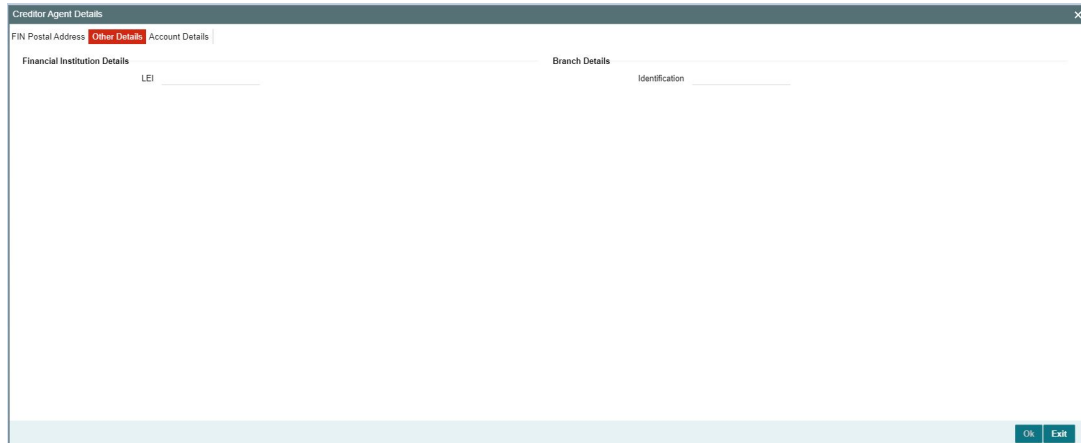 Creditor Agent Details ×
FIN Postal Address Other Details Account Details
Financial Institution Details Branch Details
LEI Identification
Ok Exit